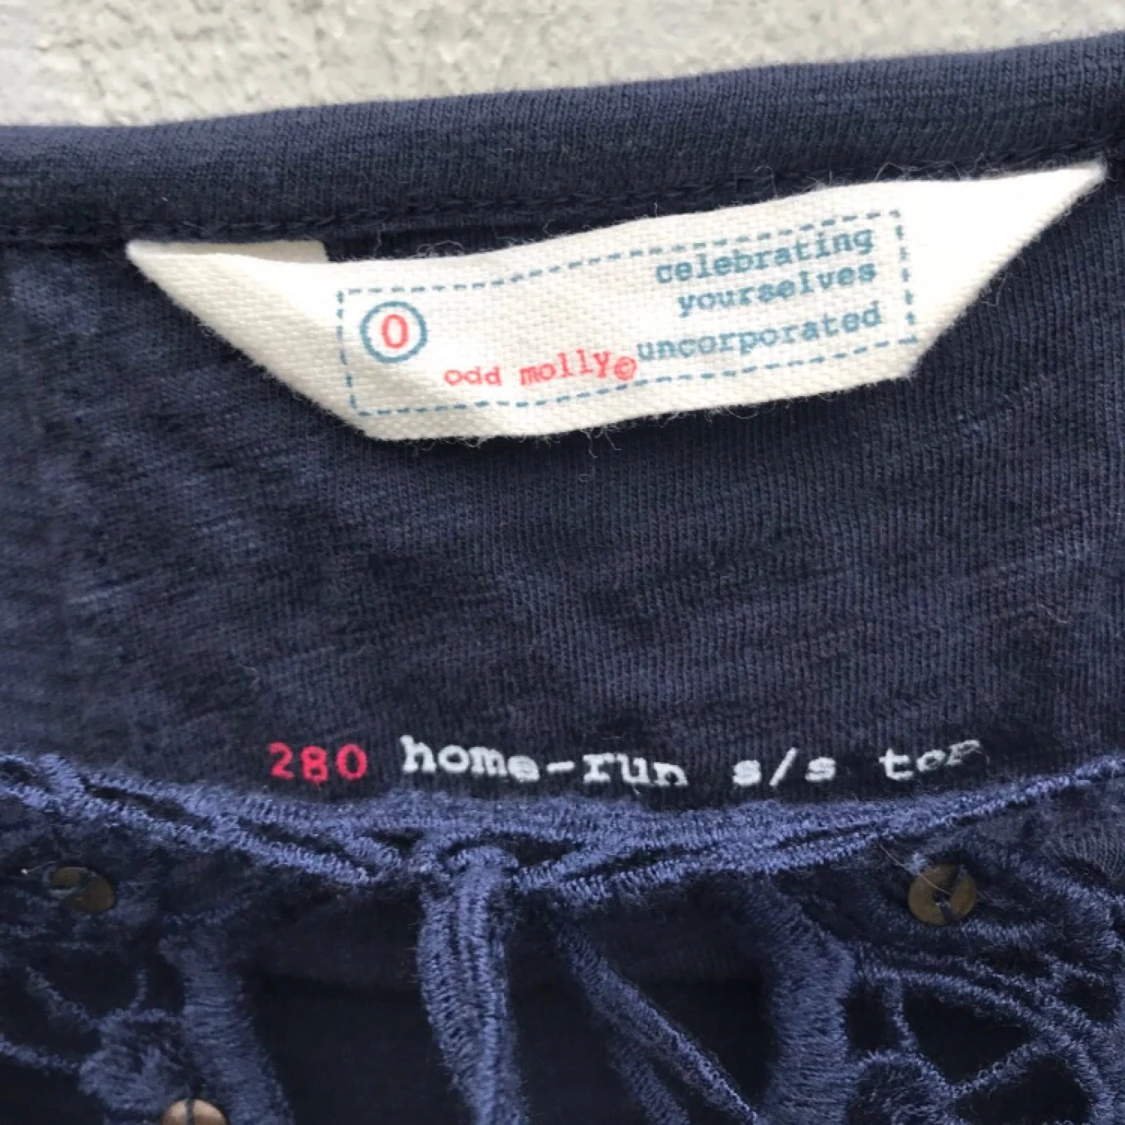 0
odd molly©
celebrating
yourselves
uncorporated
280 home-run s/s top